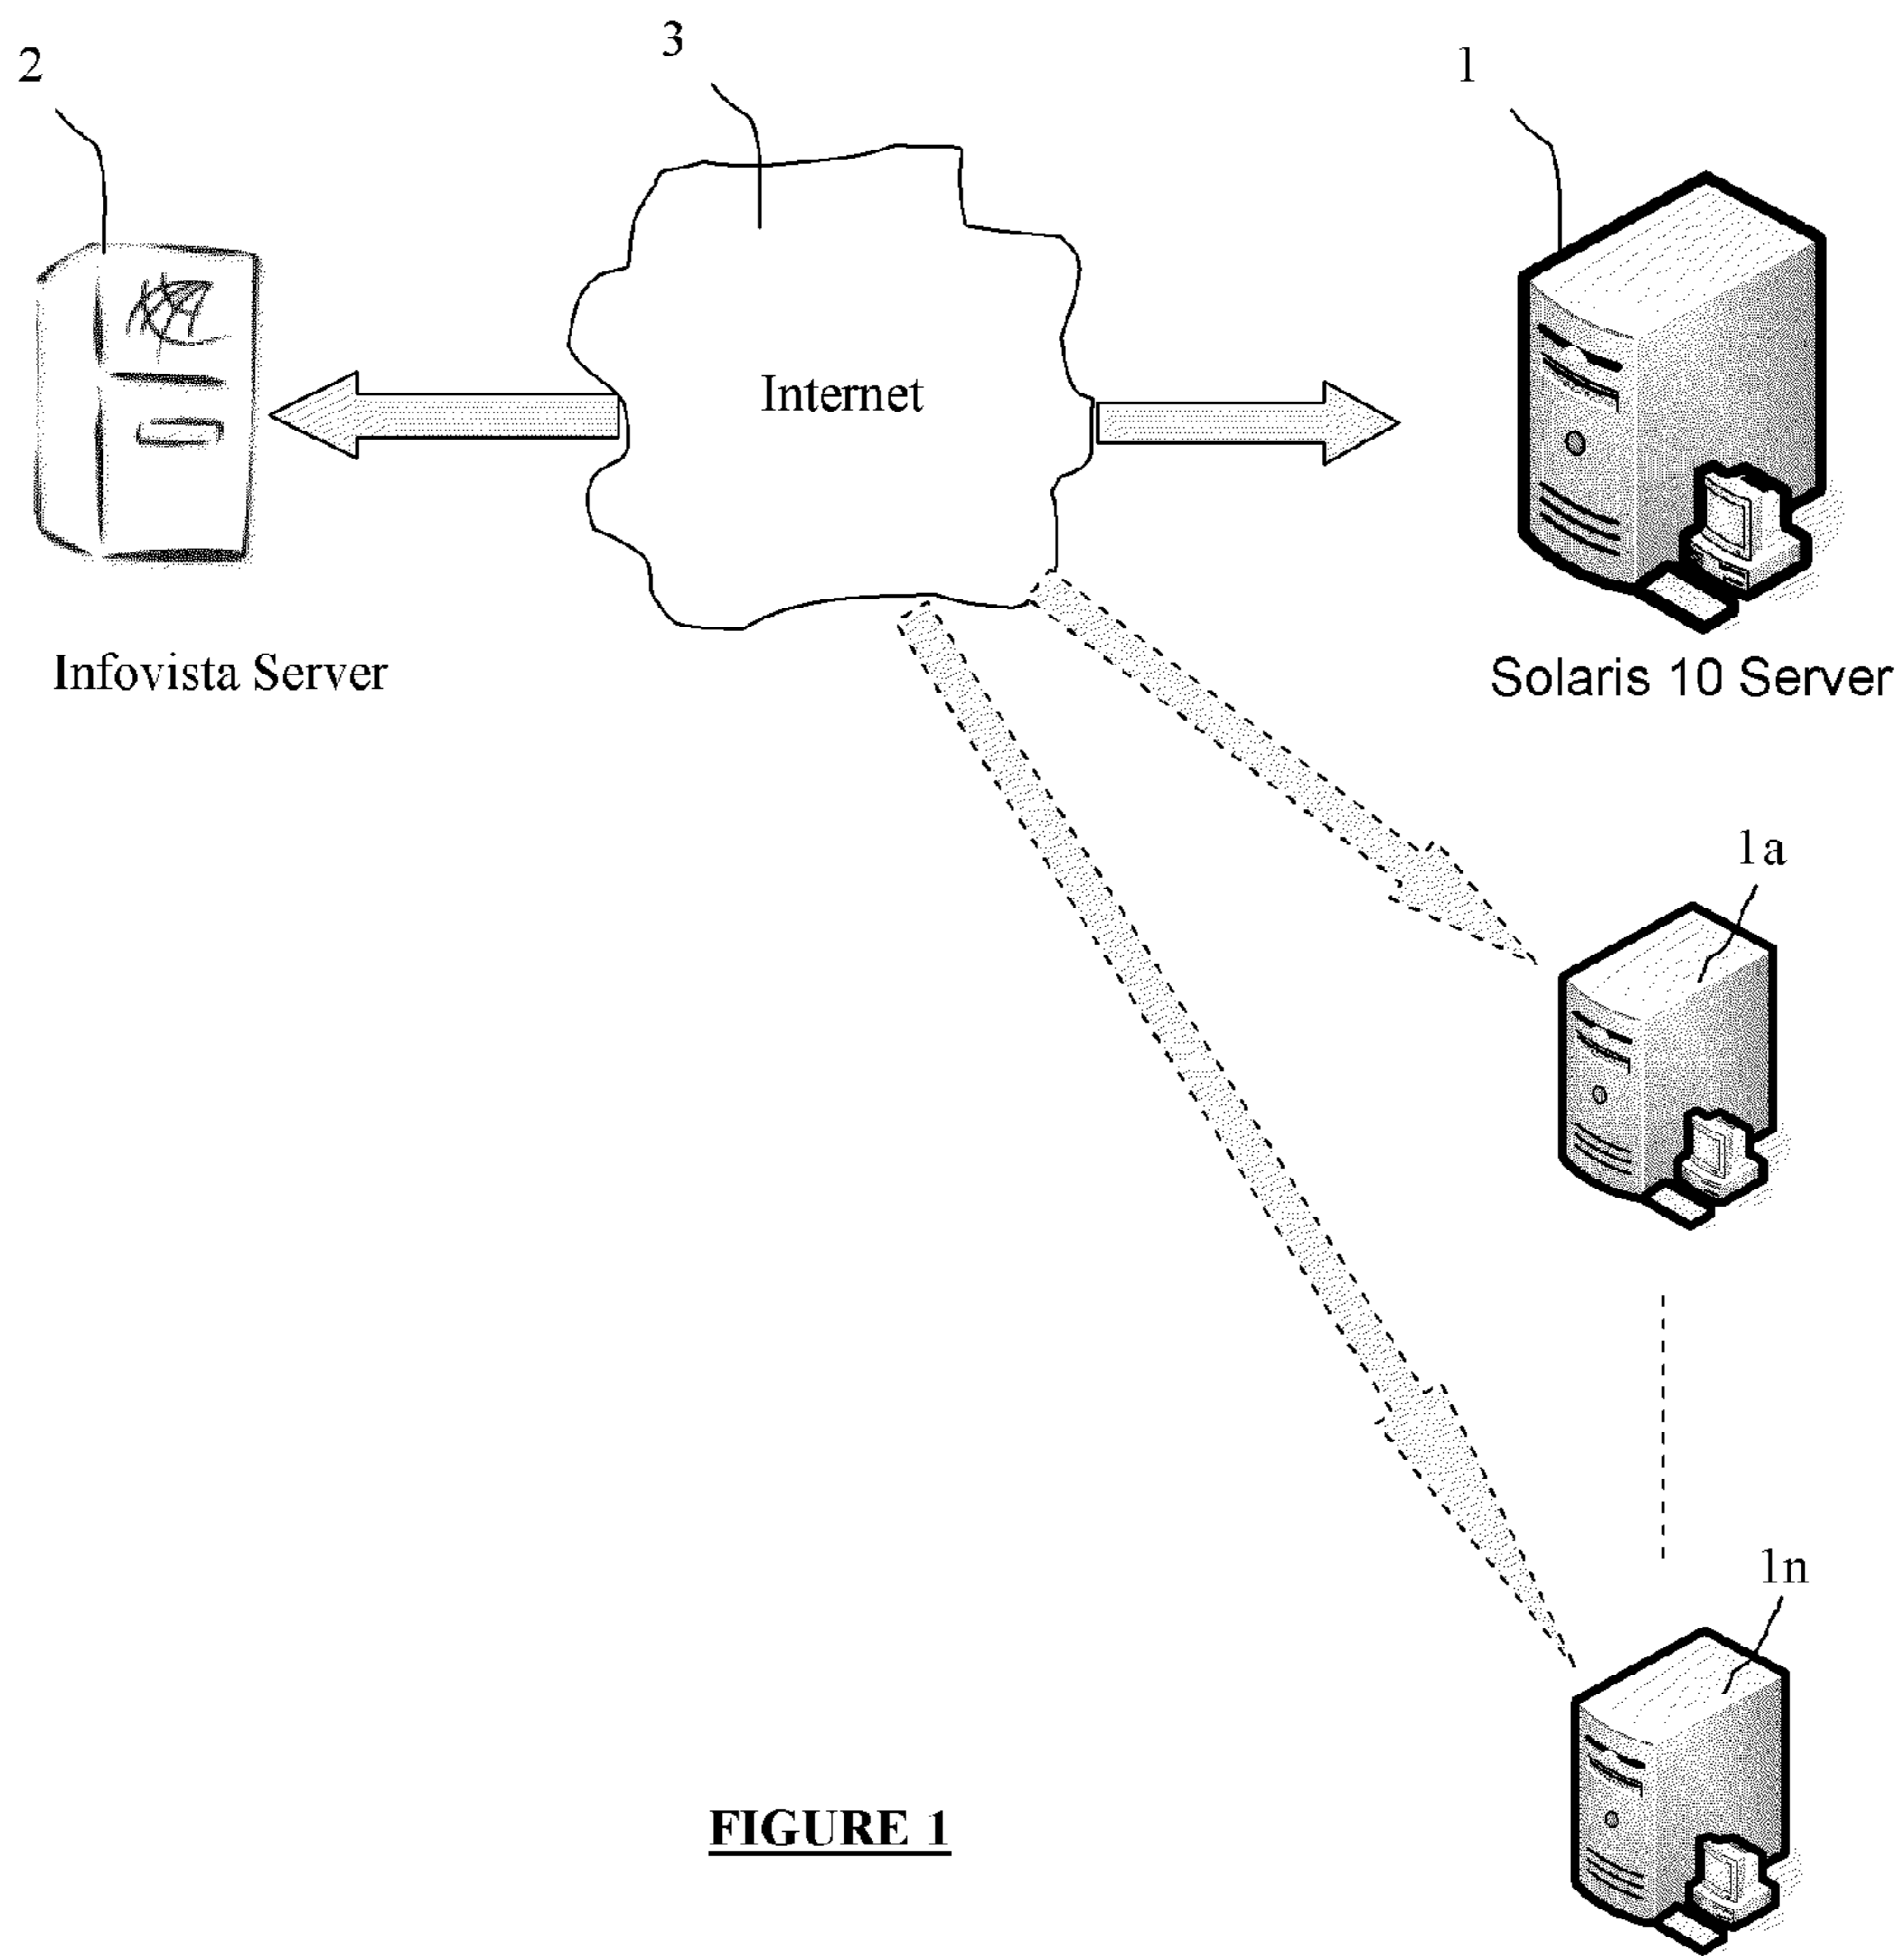 3
2
1
Internet
Infovista Server
Solaris 10 Server
1a
1n
FIGURE 1